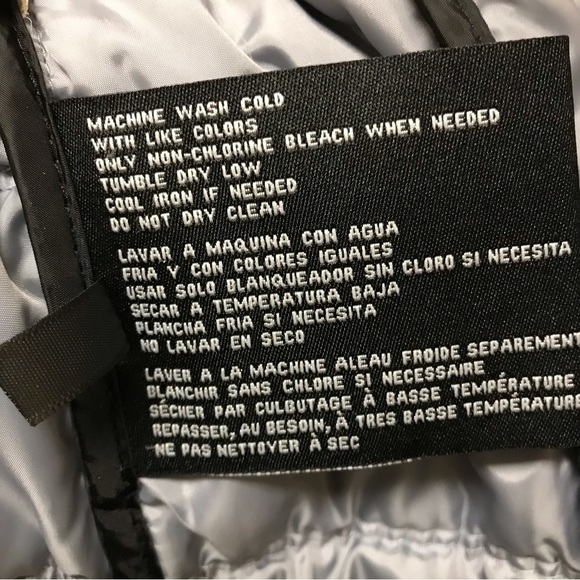 MACHINE WASH COLD
WITH LIKE COLORS
ONLY NON-CHLORINE BLEACH WHEN NEEDED
TUMBLE DRY LOW
COOL IRON IF NEEDED
DO NOT DRY CLEAN
LAVAR A MAQUINA CON AGUA
FRIA Y CON COLORES IGUALES
USAR SOLO BLANQUEADOR SIN CLORO SI NECESITA
SECAR A TEMPERATURA BAJA
PLANCHA FRIA SI NECESITA
NO LAVAR EN SECO
LAVER A LA MACHINE ALEAU FROIDE SEPAREMENT
BLANCHIR SANS CHLORE SI NECESSAIRE
SÉCHER PAR CULBUTAGE À BASSE TEMPÉRATURE
REPASSER, AU BESOIN, À TRES BASSE TEMPÉRATURE
NE PAS NETTOYER À SEC